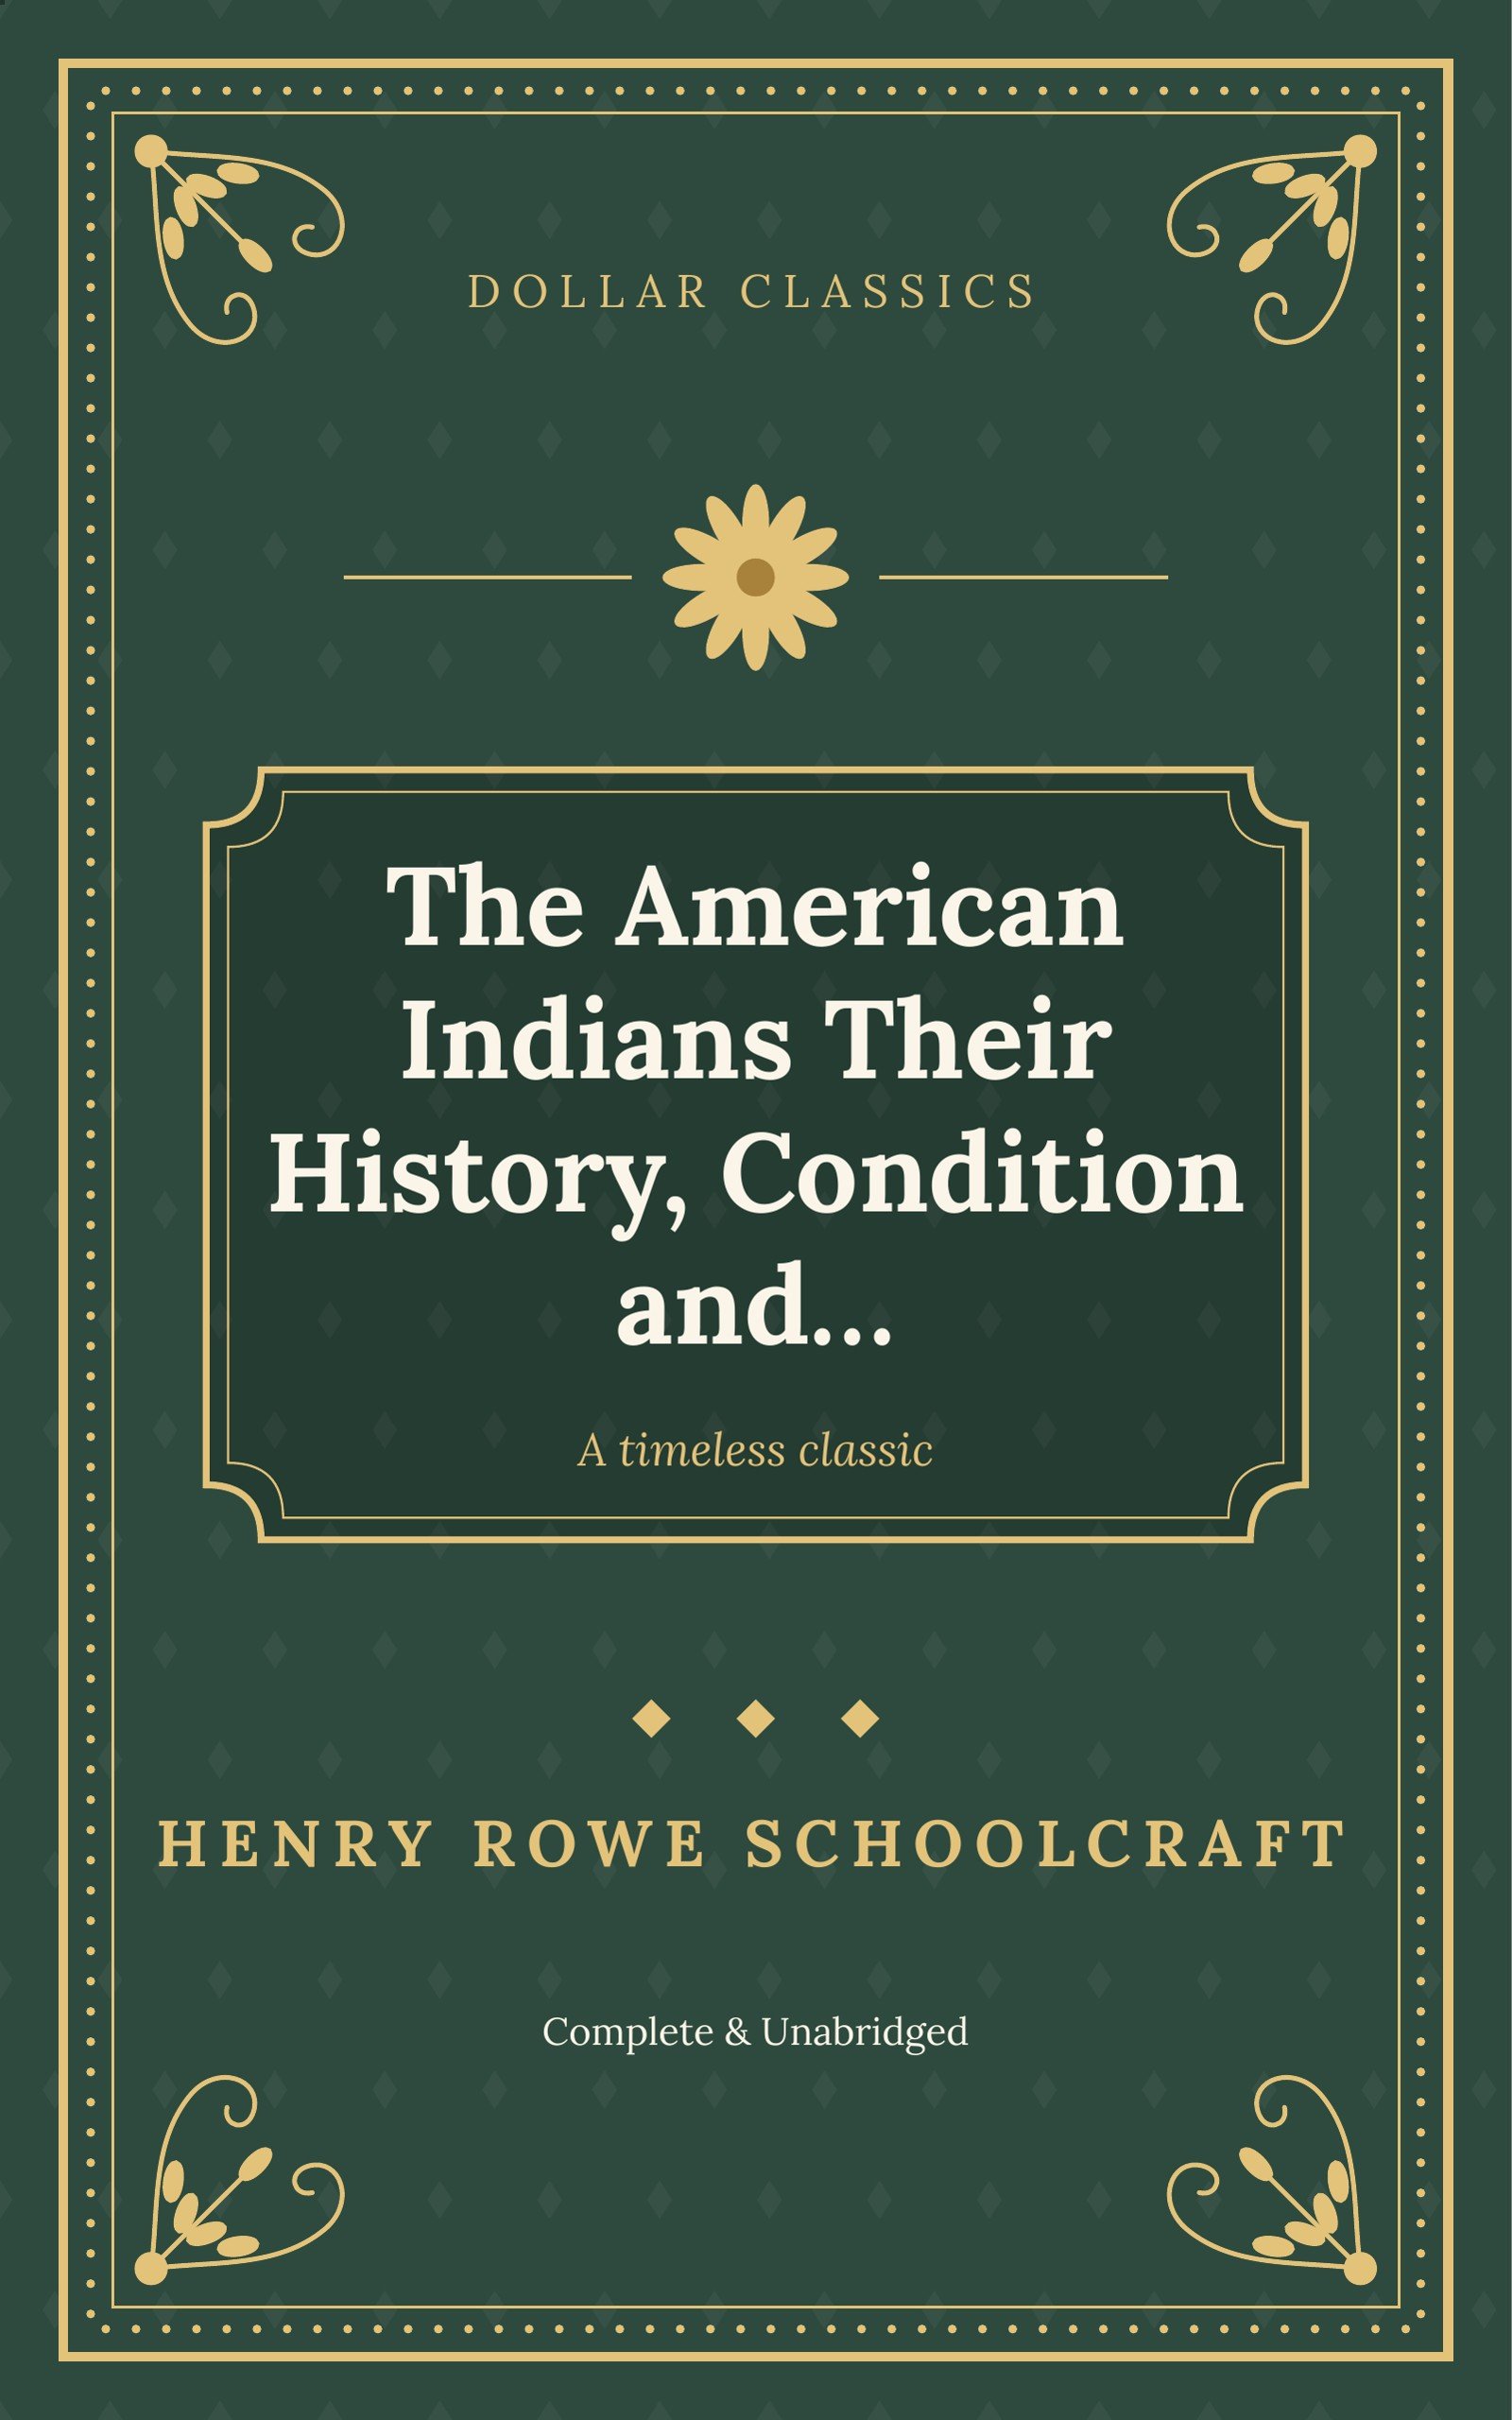 DOLLAR CLASSICS
The American
Indians Their
History, Condition
and...
A timeless classic
HENRY ROWE SCHOOLCRAFT
Complete & Unabridged